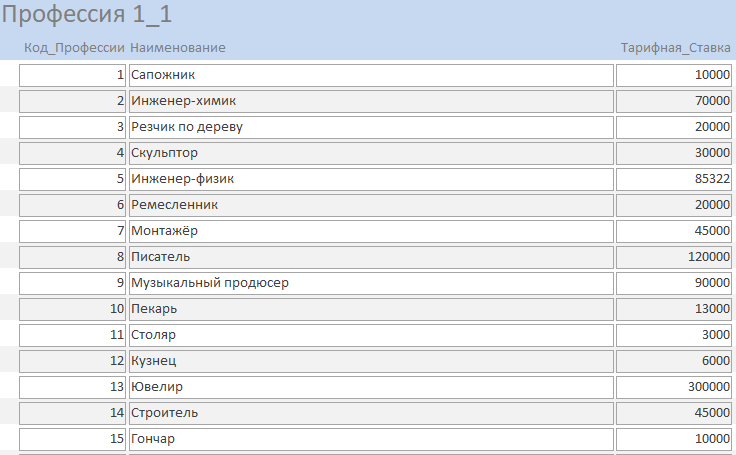 Профессия 1_1
Код_Профессии Наименование Тарифная_Ставка
1 Сапожник 10000
2 Инженер-химик 70000
3 Резчик по дереву 20000
4 Скульптор 30000
5 Инженер-физик 85322
6 Ремесленник 20000
7 Монтажёр 45000
8 Писатель 120000
9 Музыкальный продюсер 90000
10 Пекарь 13000
11 Столяр 3000
12 Кузнец 6000
13 Ювелир 300000
14 Строитель 45000
15 Гончар 10000